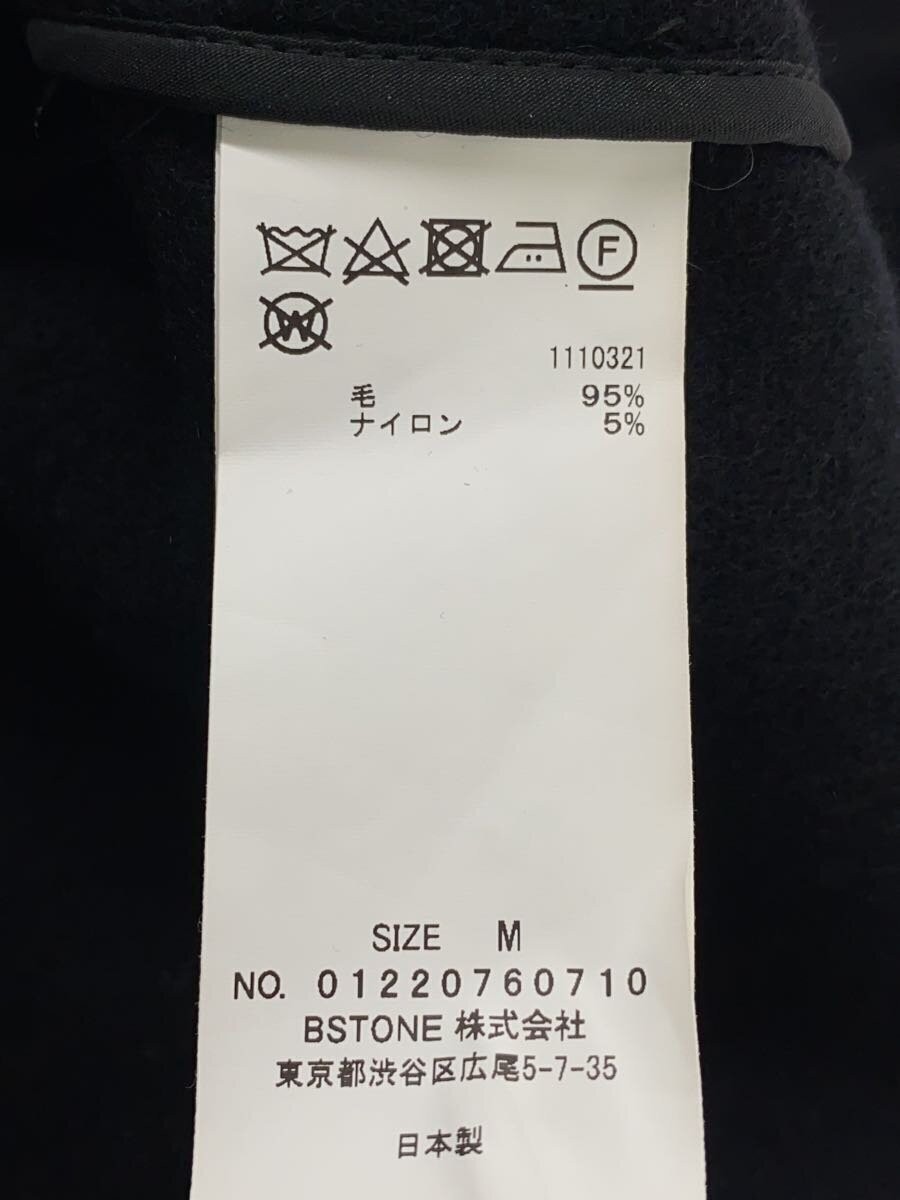 F
W
1110321
毛 95%
ナイロン 5%
SIZE M
NO. 01220760710
BSTONE 株式会社
東京都渋谷区広尾5-7-35
日本製